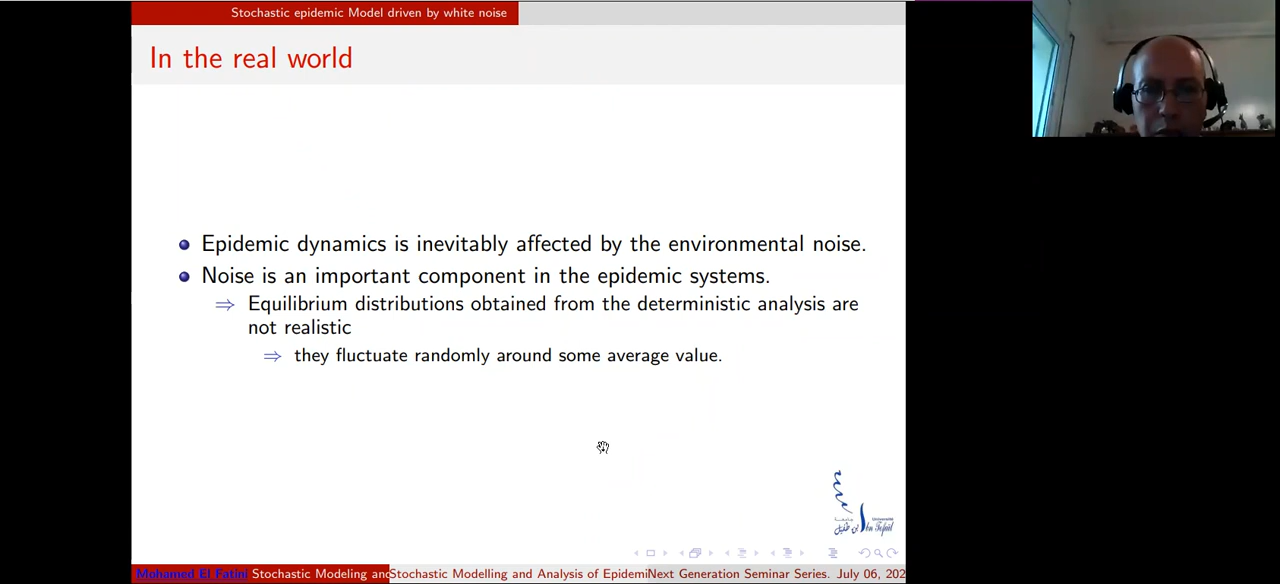 Stochastic epidemic Model driven by white noise
In the real world
Epidemic dynamics is inevitably affected by the environmental noise.
Noise is an important component in the epidemic systems.
⇒ Equilibrium distributions obtained from the deterministic analysis are
not realistic
⇒ they fluctuate randomly around some average value.
Université
Ibn Tofail
Mohamed El Fatini Stochastic Modeling and Stochastic Modelling and Analysis of Epidemi Next Generation Seminar Series. July 06, 202